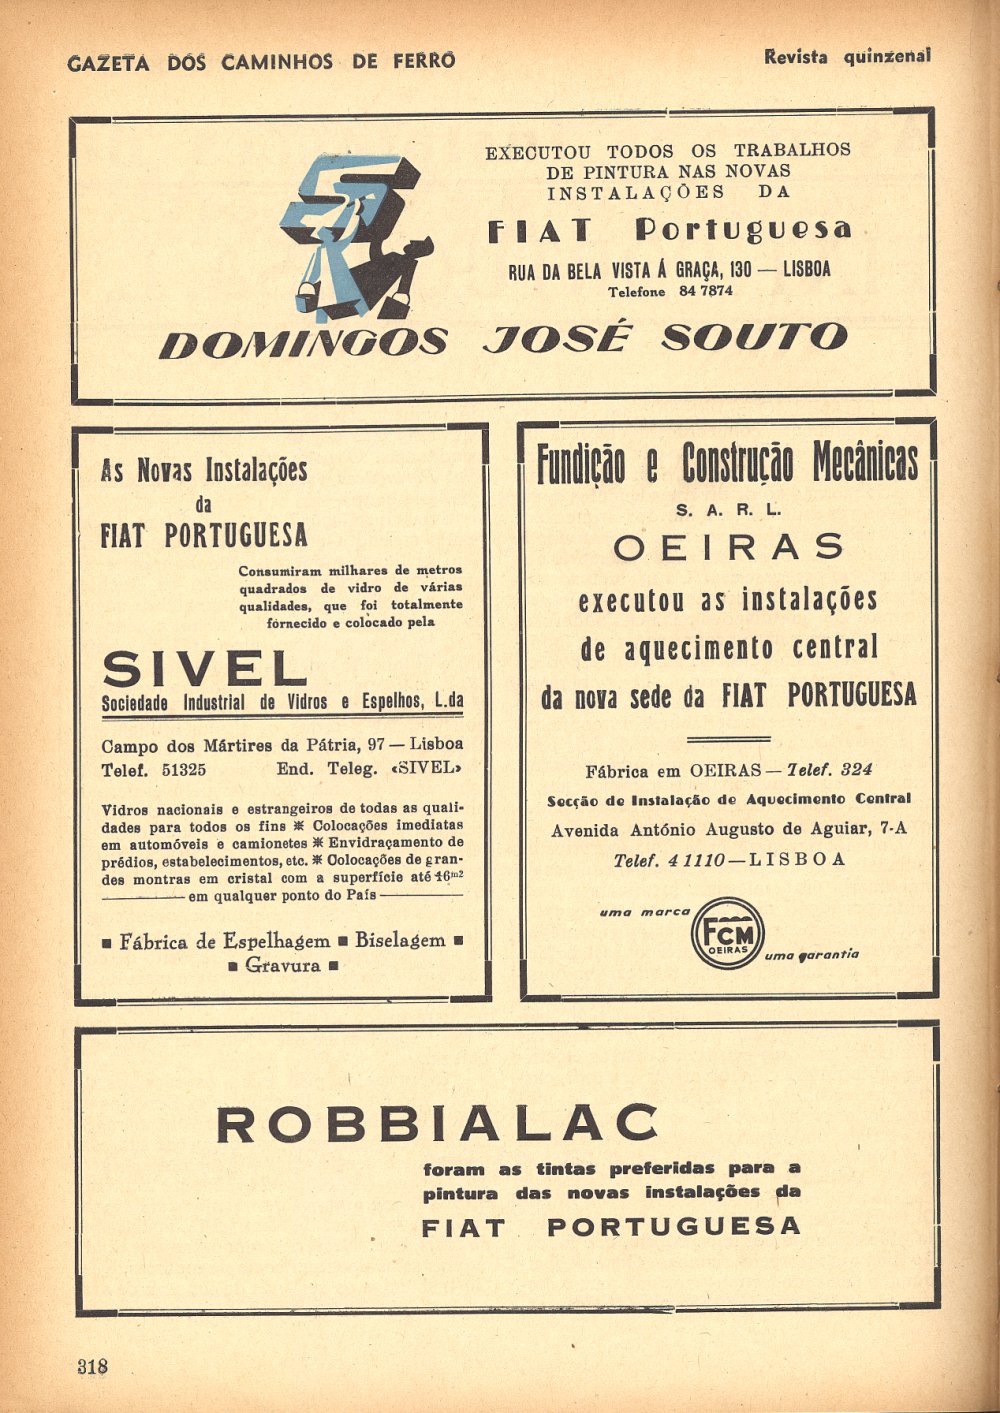 GAZETA DOS CAMINHOS DE FERRO
Revista quinzenal
EXECUTOU TODOS OS TRABALHOS
DE PINTURA NAS NOVAS
INSTALAÇÕES DA
FIAT Portuguesa
RUA DA BELA VISTA Á GRAÇA, 130 — LISBOA
Telefone 84 7874
DOMINGOS JOSÉ SOUTO
As Novas Instalações
da
FIAT PORTUGUESA
Consumiram milhares de metros
quadrados de vidro de várias
qualidades, que foi totalmente
fornecido e colocado pela
SIVEL
Sociedade Industrial de Vidros e Espelhos, L.da
Campo dos Mártires da Pátria, 97 — Lisboa
Telef. 51325 End. Teleg. «SIVEL»
Vidros nacionais e estrangeiros de todas as quali-
dades para todos os fins ※ Colocações imediatas
em automóveis e camionetes ※ Envidraçamento de
prédios, estabelecimentos, etc. ※ Colocações de gran-
des montras em cristal com a superfície até 16m2
em qualquer ponto do País
■ Fábrica de Espelhagem ■ Biselagem ■
■ Gravura ■
Fundição e Construção Mecânicas
S. A. R. L.
OEIRAS
executou as instalações
de aquecimento central
da nova sede da FIAT PORTUGUESA
Fábrica em OEIRAS — Telef. 324
Secção de Instalação de Aquecimento Central
Avenida António Augusto de Aguiar, 7-A
Telef. 4 1110 — LISBOA
uma marca
FCM
OEIRAS
uma garantia
ROBBIALAC
foram as tintas preferidas para a
pintura das novas instalações da
FIAT PORTUGUESA
318